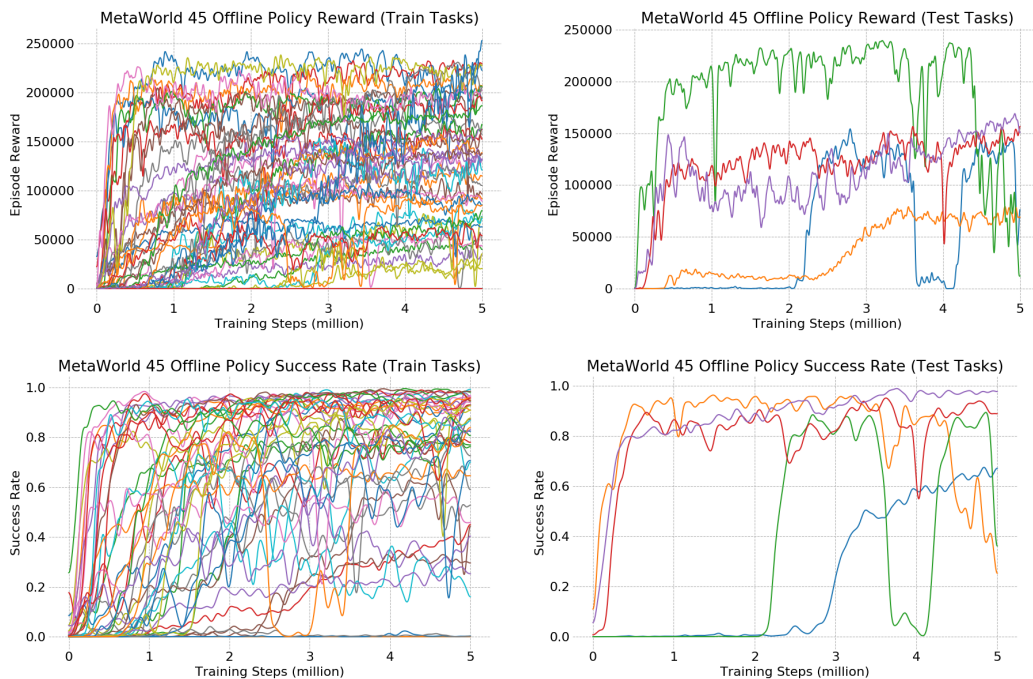 MetaWorld 45 Offline Policy Reward (Train Tasks)
250000
200000
150000
100000
50000
0
Episode Reward
0 1 2 3 4 5
Training Steps (million)
MetaWorld 45 Offline Policy Reward (Test Tasks)
250000
200000
150000
100000
50000
0
Episode Reward
0 1 2 3 4 5
Training Steps (million)
MetaWorld 45 Offline Policy Success Rate (Train Tasks)
1.0
0.8
0.6
0.4
0.2
0.0
Success Rate
0 1 2 3 4 5
Training Steps (million)
MetaWorld 45 Offline Policy Success Rate (Test Tasks)
1.0
0.8
0.6
0.4
0.2
0.0
Success Rate
0 1 2 3 4 5
Training Steps (million)